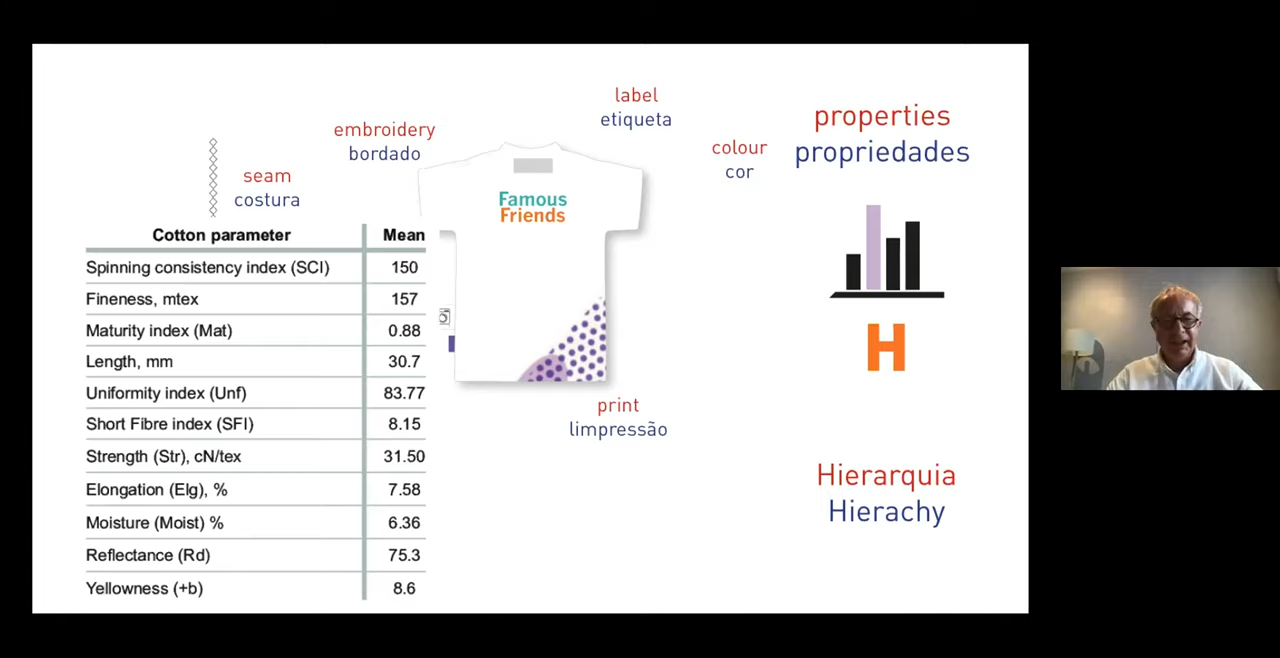 label
etiqueta
embroidery
bordado
seam
costura
colour
cor
properties
propriedades
Famous
Friends
Cotton parameter Mean
Spinning consistency index (SCI) 150
Fineness, mtex 157
Maturity index (Mat) 0.88
Length, mm 30.7
Uniformity index (Unf) 83.77
Short Fibre index (SFI) 8.15
Strength (Str), cN/tex 31.50
Elongation (Elg), % 7.58
Moisture (Moist) % 6.36
Reflectance (Rd) 75.3
Yellowness (+b) 8.6
print
limpressão
H
Hierarquia
Hierachy